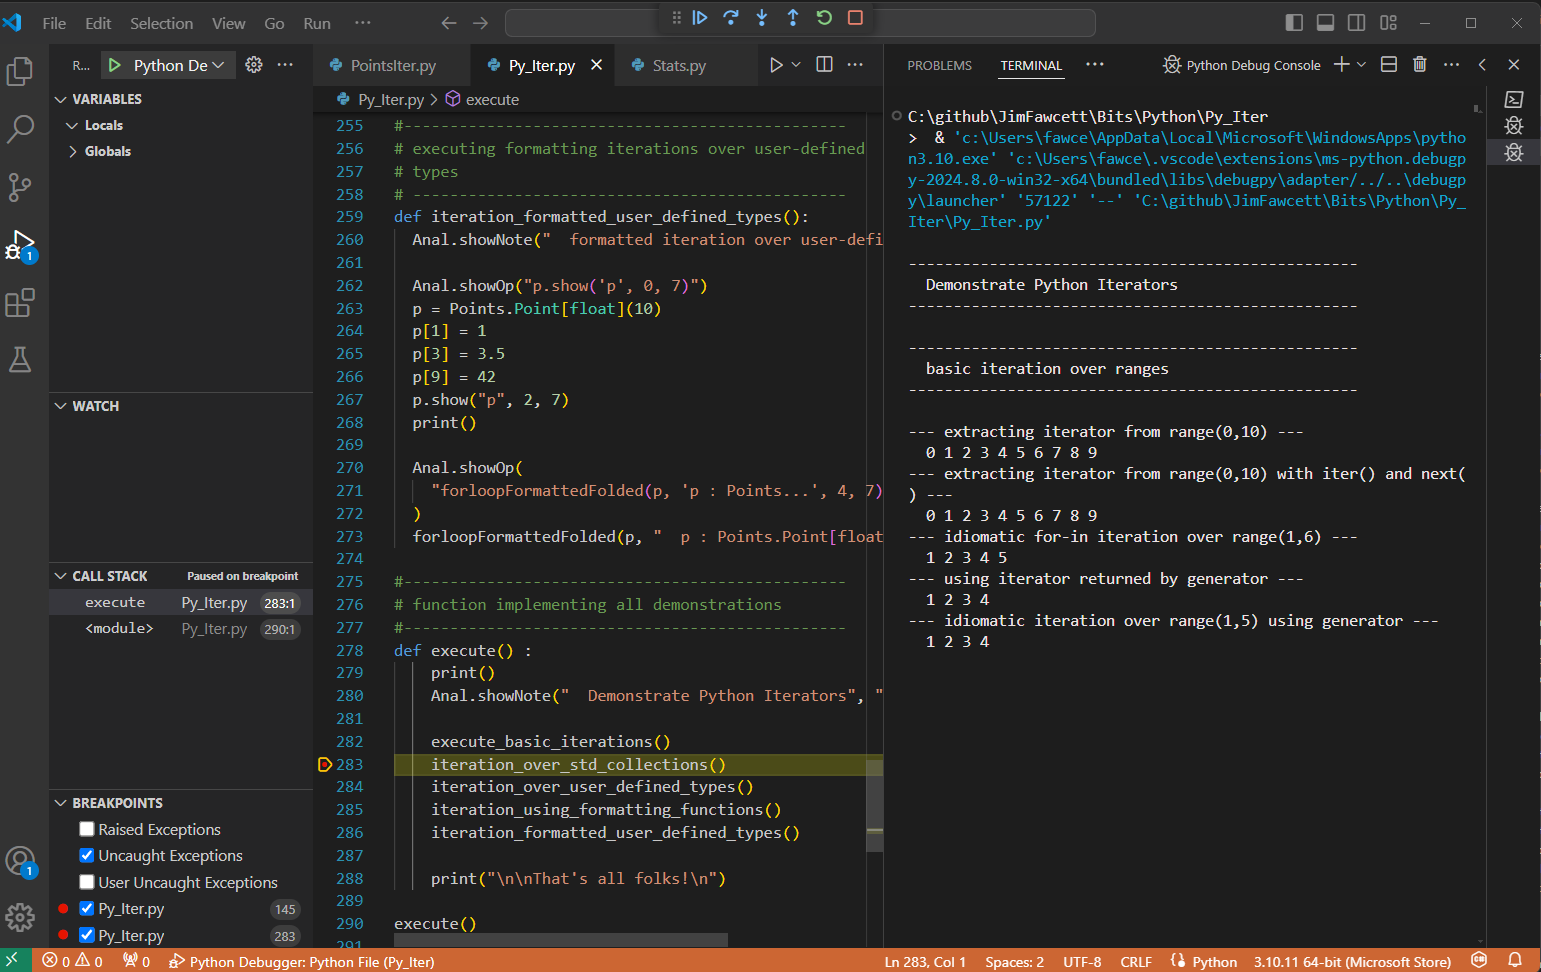 File Edit Selection View Go Run ···
R... Python De
PointsIter.py Py_Iter.py Stats.py
PROBLEMS TERMINAL ··· Python Debug Console
VARIABLES
Locals
Globals
WATCH
CALL STACK Paused on breakpoint
execute Py_Iter.py 283:1
<module> Py_Iter.py 290:1
BREAKPOINTS
Raised Exceptions
Uncaught Exceptions
User Uncaught Exceptions
Py_Iter.py 145
Py_Iter.py 283
1
1
Py_Iter.py > execute
255 #------------------------------------------------
256 # executing formatting iterations over user-defined
257 # types
258 # -----------------------------------------------
259 def iteration_formatted_user_defined_types():
260 Anal.showNote("  formatted iteration over user-defi
261
262 Anal.showOp("p.show('p', 0, 7)")
263 p = Points.Point[float](10)
264 p[1] = 1
265 p[3] = 3.5
266 p[9] = 42
267 p.show("p", 2, 7)
268 print()
269
270 Anal.showOp(
271 "forloopFormattedFolded(p, 'p : Points...', 4, 7)
272 )
273 forloopFormattedFolded(p, "  p : Points.Point[float
274
275 #------------------------------------------------
276 # function implementing all demonstrations
277 #------------------------------------------------
278 def execute() :
279 print()
280 Anal.showNote("  Demonstrate Python Iterators", "
281
282 execute_basic_iterations()
283 iteration_over_std_collections()
284 iteration_over_user_defined_types()
285 iteration_using_formatting_functions()
286 iteration_formatted_user_defined_types()
287
288 print("\n\nThat's all folks!\n")
289
290 execute()
291
C:\github\JimFawcett\Bits\Python\Py_Iter
> & 'c:\Users\fawce\AppData\Local\Microsoft\WindowsApps\pytho
n3.10.exe' 'c:\Users\fawce\.vscode\extensions\ms-python.debugp
y-2024.8.0-win32-x64\bundled\libs\debugpy\adapter/../..\debugp
y\launcher' '57122' '--' 'C:\github\JimFawcett\Bits\Python\Py_
Iter\Py_Iter.py'
--------------------------------------------------
Demonstrate Python Iterators
--------------------------------------------------
--------------------------------------------------
basic iteration over ranges
--------------------------------------------------
--- extracting iterator from range(0,10) ---
0 1 2 3 4 5 6 7 8 9
--- extracting iterator from range(0,10) with iter() and next(
) ---
0 1 2 3 4 5 6 7 8 9
--- idiomatic for-in iteration over range(1,6) ---
1 2 3 4 5
--- using iterator returned by generator ---
1 2 3 4
--- idiomatic iteration over range(1,5) using generator ---
1 2 3 4
0 0 0 Python Debugger: Python File (Py_Iter) Ln 283, Col 1 Spaces: 2 UTF-8 CRLF Python 3.10.11 64-bit (Microsoft Store)